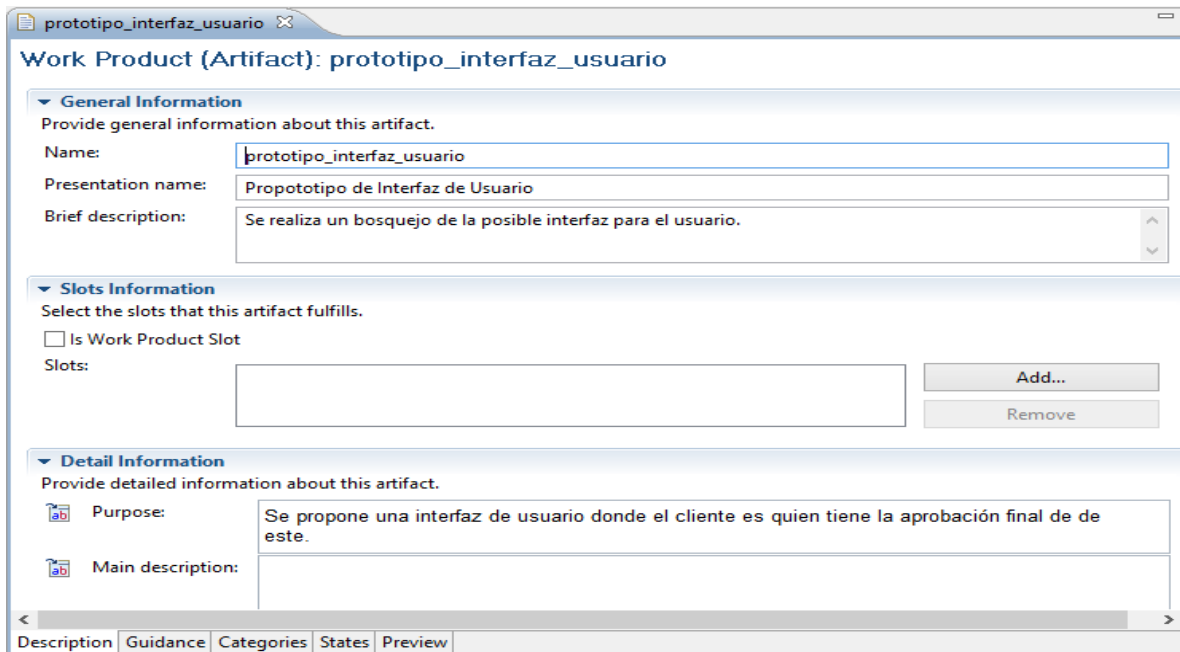 prototipo_interfaz_usuario
Work Product (Artifact): prototipo_interfaz_usuario
General Information
Provide general information about this artifact.
Name:
prototipo_interfaz_usuario
Presentation name:
Propototipo de Interfaz de Usuario
Brief description:
Se realiza un bosquejo de la posible interfaz para el usuario.
Slots Information
Select the slots that this artifact fulfills.
Is Work Product Slot
Slots:
Add...
Remove
Detail Information
Provide detailed information about this artifact.
Purpose:
Se propone una interfaz de usuario donde el cliente es quien tiene la aprobación final de de
este.
Main description:
Description Guidance Categories States Preview